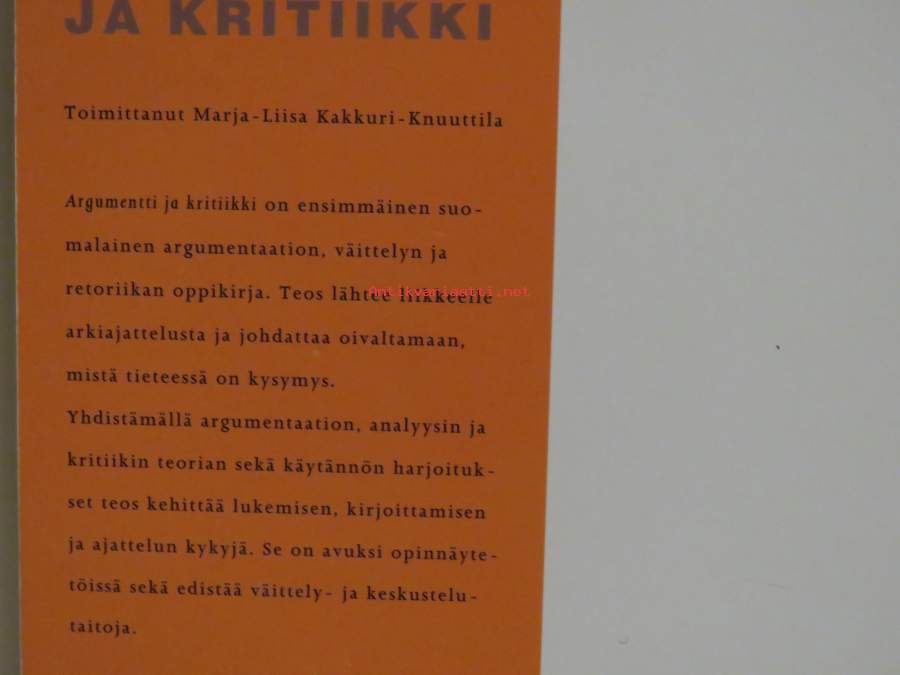 JA KRITIIKKI
Toimittanut Marja-Liisa Kakkuri-Knuuttila
Argumentti ja kritiikki on ensimmäinen suo-
malainen argumentaation, väittelyn ja
retoriikan oppikirja. Teos lähtee liikkeelle
Antikvariaatti.net
arkiajattelusta ja johdattaa oivaltamaan,
mistä tieteessä on kysymys.
Yhdistämällä argumentaation, analyysin ja
kritiikin teorian sekä käytännön harjoituk-
set teos kehittää lukemisen, kirjoittamisen
ja ajattelun kykyjä. Se on avuksi opinnäyte-
töissä sekä edistää väittely- ja keskustelu-
taitoja.